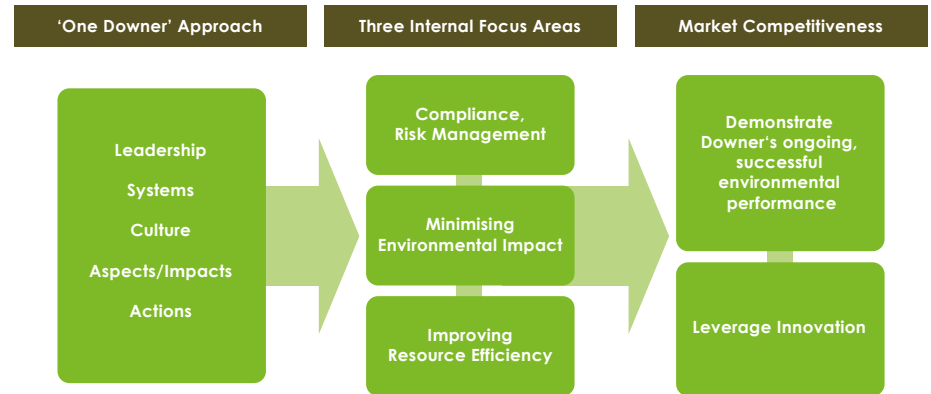 ‘One Downer’ Approach
Three Internal Focus Areas
Market Competitiveness
Leadership
Systems
Culture
Aspects/Impacts
Actions
Compliance,
Risk Management
Minimising
Environmental Impact
Improving
Resource Efficiency
Demonstrate
Downer‘s ongoing,
successful
environmental
performance
Leverage Innovation